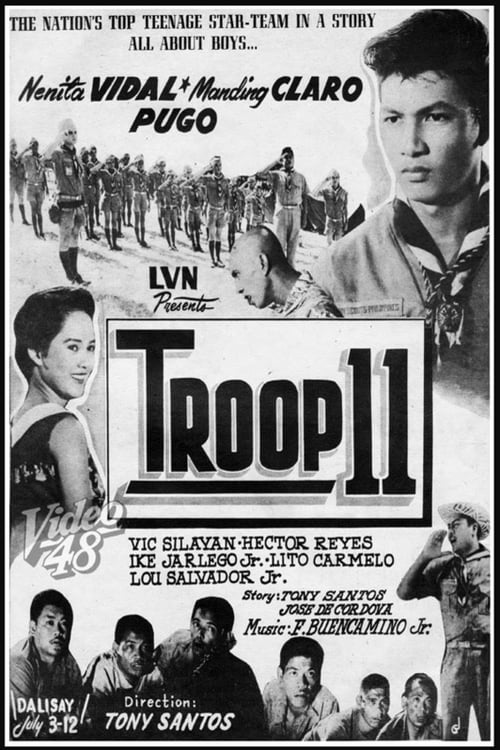 THE NATION'S TOP TEENAGE STAR-TEAM IN A STORY
ALL ABOUT BOYS...
Nenita VIDAL * Manding CLARO
PUGO
LVN
Presents
TROOP 11
Video
48
VIC SILAYAN · HECTOR REYES
IKE JARLEGO Jr. · LITO CARMELO
LOU SALVADOR Jr.
Story: TONY SANTOS
JOSE DE CORDOVA
Music: F. BUENCAMINO Jr.
DALISAY
July 3-12
Direction:
TONY SANTOS